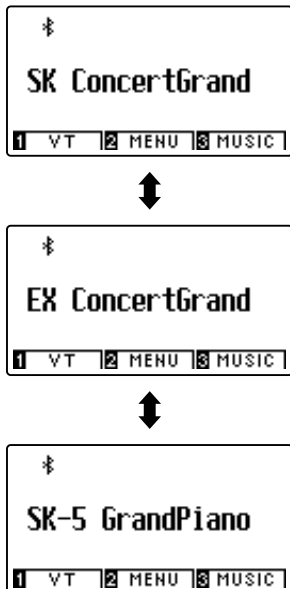 SK ConcertGrand
1 VT 2 MENU 3 MUSIC
EX ConcertGrand
1 VT 2 MENU 3 MUSIC
SK-5 GrandPiano
1 VT 2 MENU 3 MUSIC